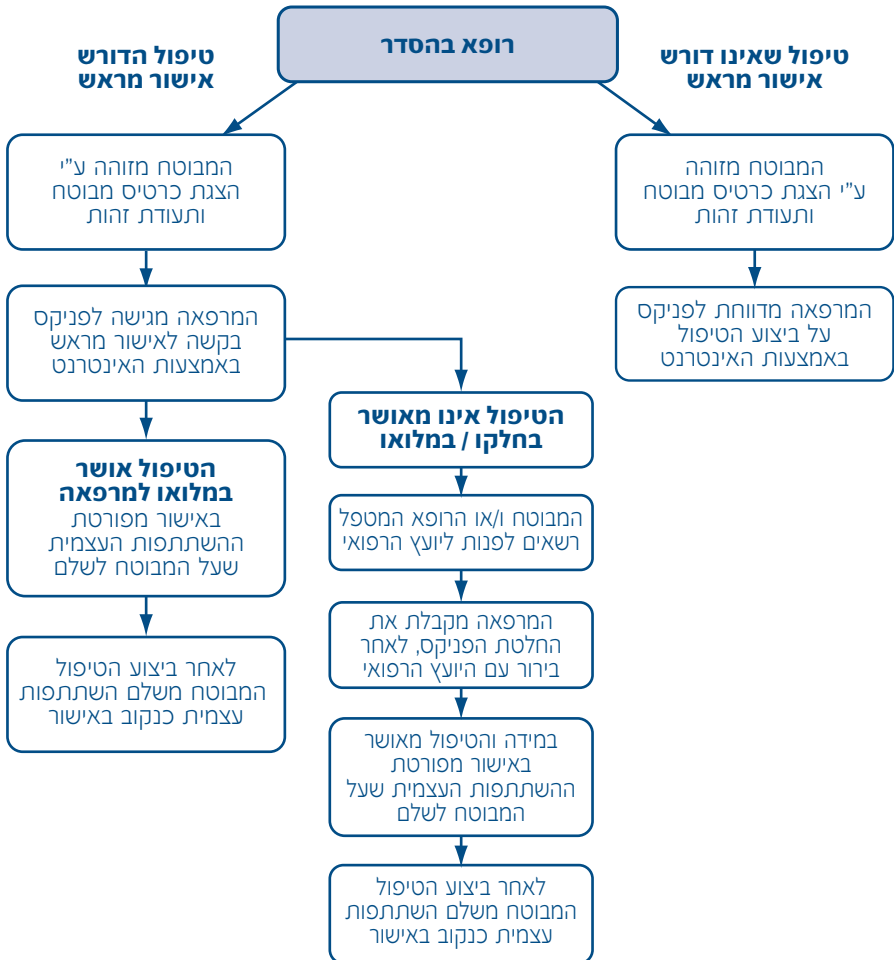 רופא בהסדר
טיפול שאינו דורש
אישור מראש
המבוטח מזוהה
ע"י הצגת כרטיס מבוטח
ותעודת זהות
המרפאה מדווחת לפניקס
על ביצוע הטיפול
באמצעות האינטרנט
טיפול הדורש
אישור מראש
המבוטח מזוהה ע"י
הצגת כרטיס מבוטח
ותעודת זהות
המרפאה מגישה לפניקס
בקשה לאישור מראש
באמצעות האינטרנט
הטיפול אושר
במלואו למרפאה
באישור מפורטת
ההשתתפות העצמית
שעל המבוטח לשלם
לאחר ביצוע הטיפול
המבוטח משלם השתתפות
עצמית כנקוב באישור
הטיפול אינו מאושר
בחלקו / במלואו
המבוטח ו/או הרופא המטפל
רשאים לפנות ליועץ הרפואי
המרפאה מקבלת את
החלטת הפניקס, לאחר
בירור עם היועץ הרפואי
במידה והטיפול מאושר
באישור מפורטת
ההשתתפות העצמית שעל
המבוטח לשלם
לאחר ביצוע הטיפול
המבוטח משלם השתתפות
עצמית כנקוב באישור